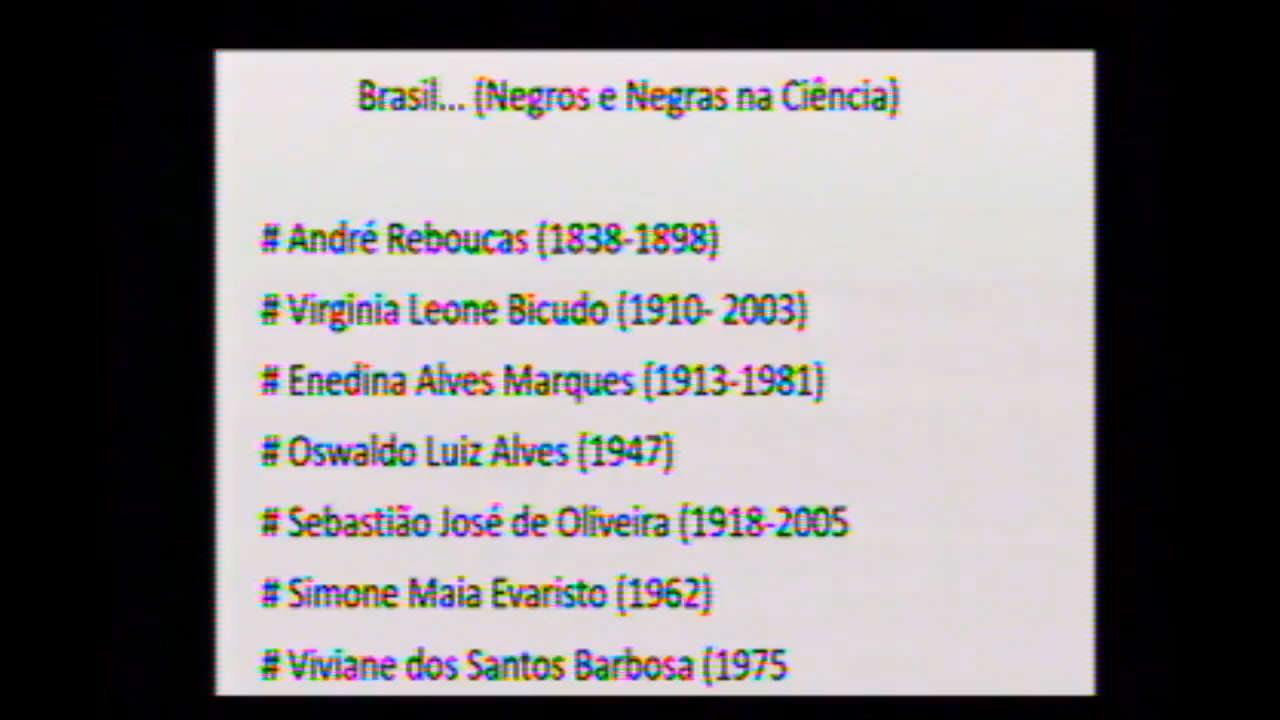 Brasil... (Negros e Negras na Ciência)
# André Reboucas (1838-1898)
# Virginia Leone Bicudo (1910- 2003)
# Enedina Alves Marques (1913-1981)
# Oswaldo Luiz Alves (1947)
# Sebastião José de Oliveira (1918-2005
# Simone Maia Evaristo (1962)
# Viviane dos Santos Barbosa (1975